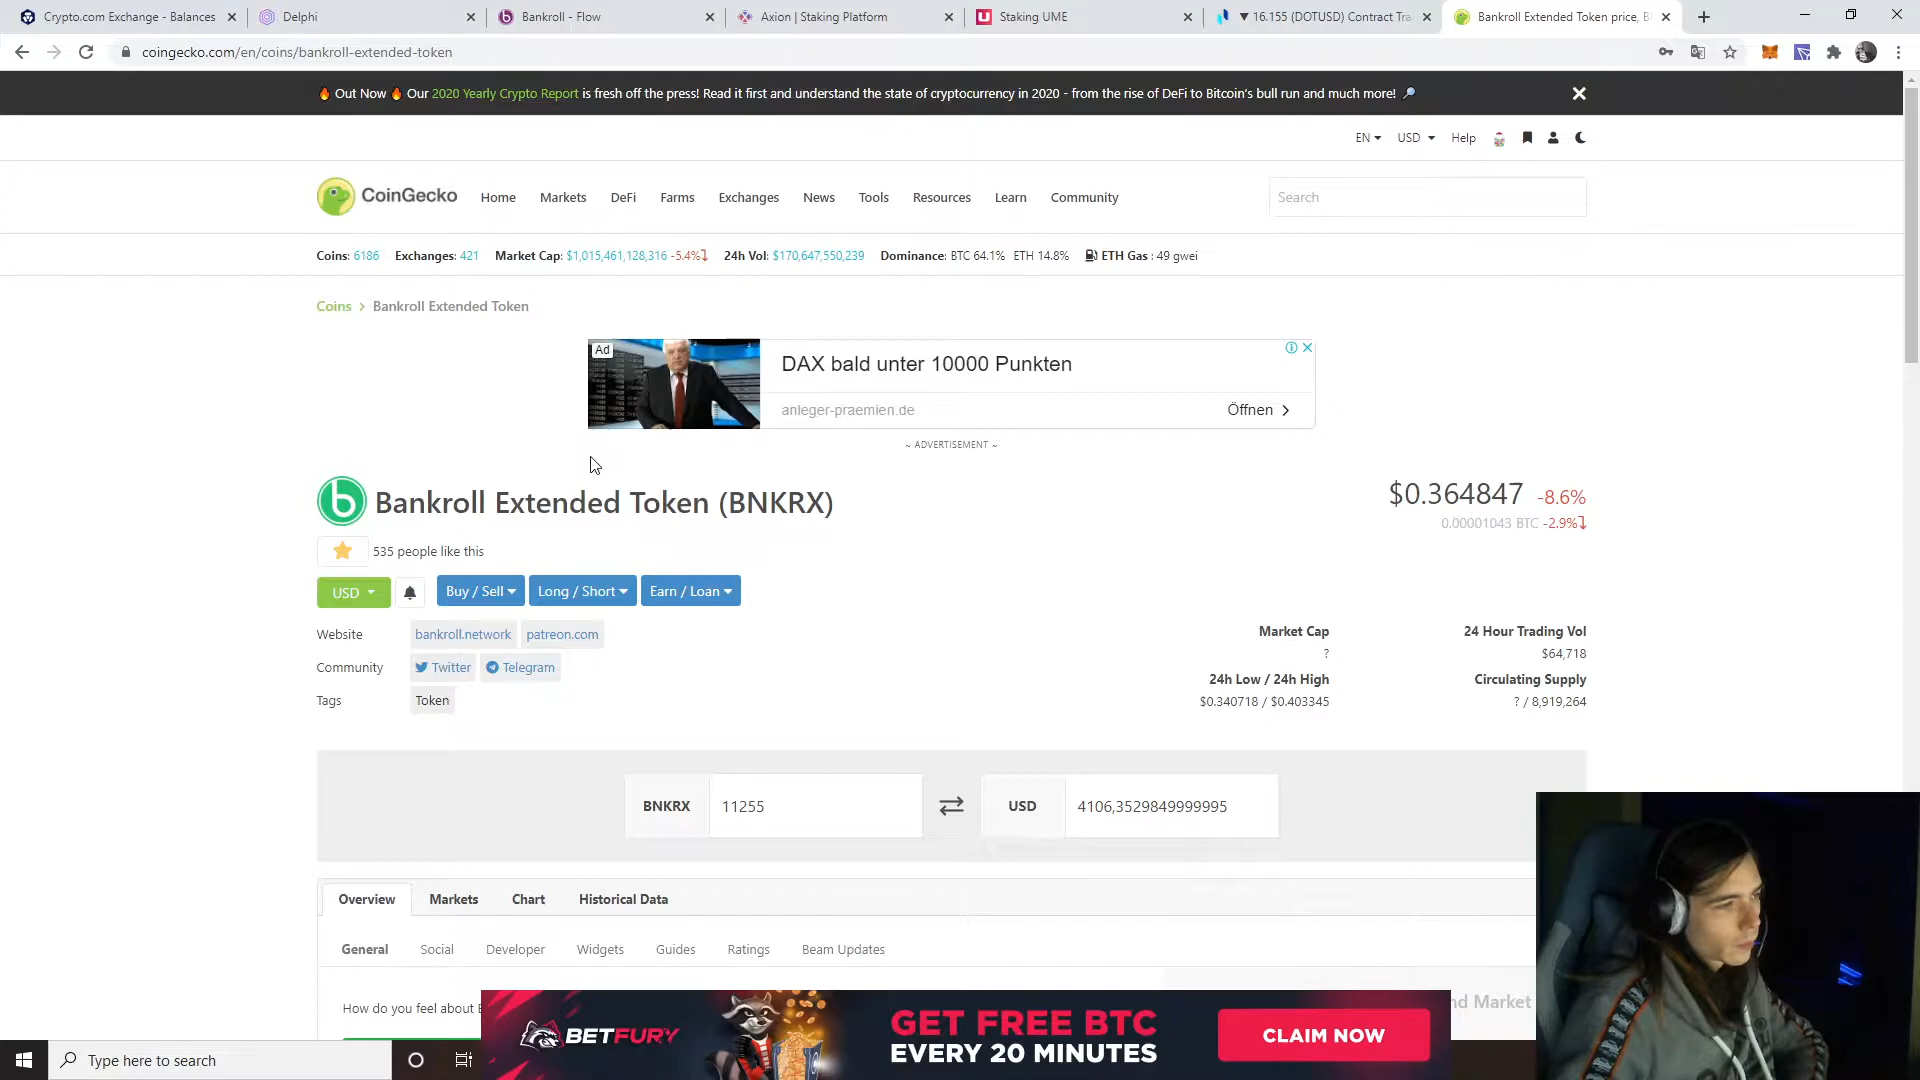 Crypto.com Exchange - Balances
Delphi
Bankroll - Flow
Axion | Staking Platform
Staking UME
▼ 16.155 (DOTUSD) Contract Tra
Bankroll Extended Token price, B
coingecko.com/en/coins/bankroll-extended-token
🔥 Out Now 🔥 Our 2020 Yearly Crypto Report is fresh off the press! Read it first and understand the state of cryptocurrency in 2020 - from the rise of DeFi to Bitcoin's bull run and much more! 🔎
EN USD Help
CoinGecko Home Markets DeFi Farms Exchanges News Tools Resources Learn Community Search
Coins: 6186 Exchanges: 421 Market Cap: $1,015,461,128,316 -5.4% 24h Vol: $170,647,550,239 Dominance: BTC 64.1% ETH 14.8% ETH Gas : 49 gwei
Coins > Bankroll Extended Token
Ad
DAX bald unter 10000 Punkten
anleger-praemien.de Öffnen
~ ADVERTISEMENT ~
b
Bankroll Extended Token (BNKRX)
$0.364847 -8.6%
0.00001043 BTC -2.9%
535 people like this
USD Buy / Sell Long / Short Earn / Loan
Website bankroll.network patreon.com
Community Twitter Telegram
Tags Token
Market Cap
?
24 Hour Trading Vol
$64,718
24h Low / 24h High
$0.340718 / $0.403345
Circulating Supply
? / 8,919,264
BNKRX 11255 USD 4106,3529849999995
Overview Markets Chart Historical Data
General Social Developer Widgets Guides Ratings Beam Updates
How do you feel about
nd Market
BETFURY
GET FREE BTC
EVERY 20 MINUTES
CLAIM NOW
Type here to search